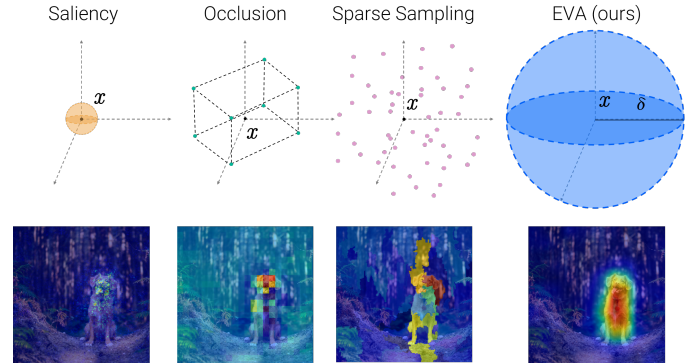 Saliency
Occlusion
Sparse Sampling
EVA (ours)
x
x
x
x
δ